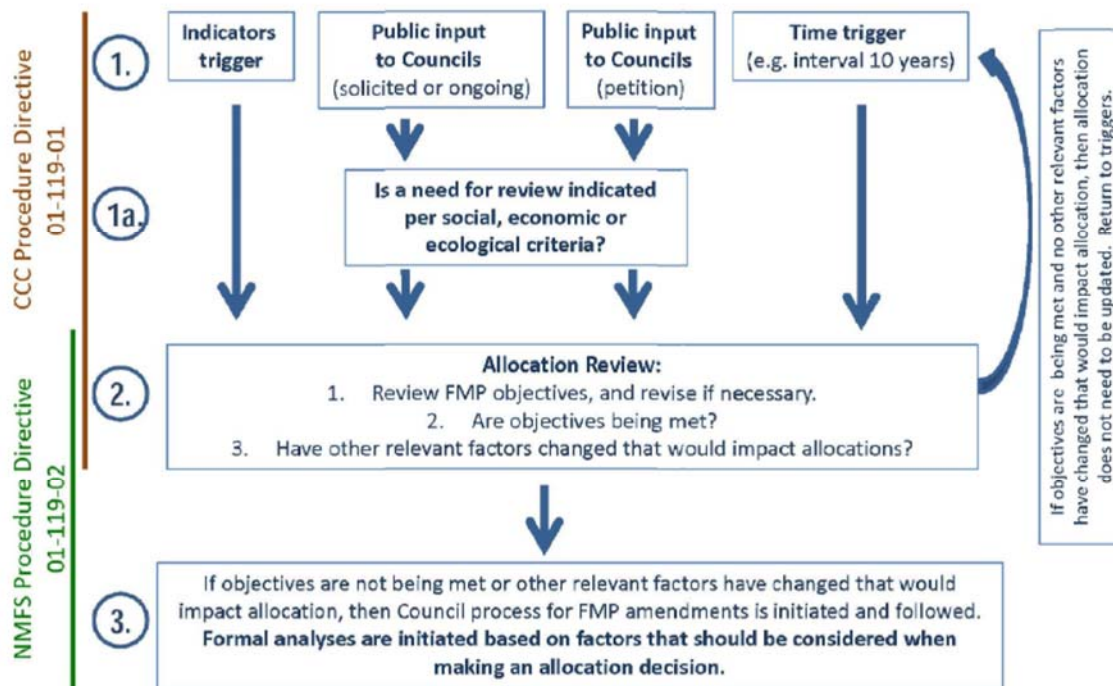 CCC Procedure Directive
01-119-01
NMFS Procedure Directive
01-119-02
1.
Indicators
trigger
Public input
to Councils
(solicited or ongoing)
Public input
to Councils
(petition)
Time trigger
(e.g. interval 10 years)
1a.
Is a need for review indicated
per social, economic or
ecological criteria?
2.
Allocation Review:
1. Review FMP objectives, and revise if necessary.
2. Are objectives being met?
3. Have other relevant factors changed that would impact allocations?
3.
If objectives are not being met or other relevant factors have changed that would
impact allocation, then Council process for FMP amendments is initiated and followed.
Formal analyses are initiated based on factors that should be considered when
making an allocation decision.
If objectives are being met and no other relevant factors
have changed that would impact allocation, then allocation
does not need to be updated. Return to triggers.